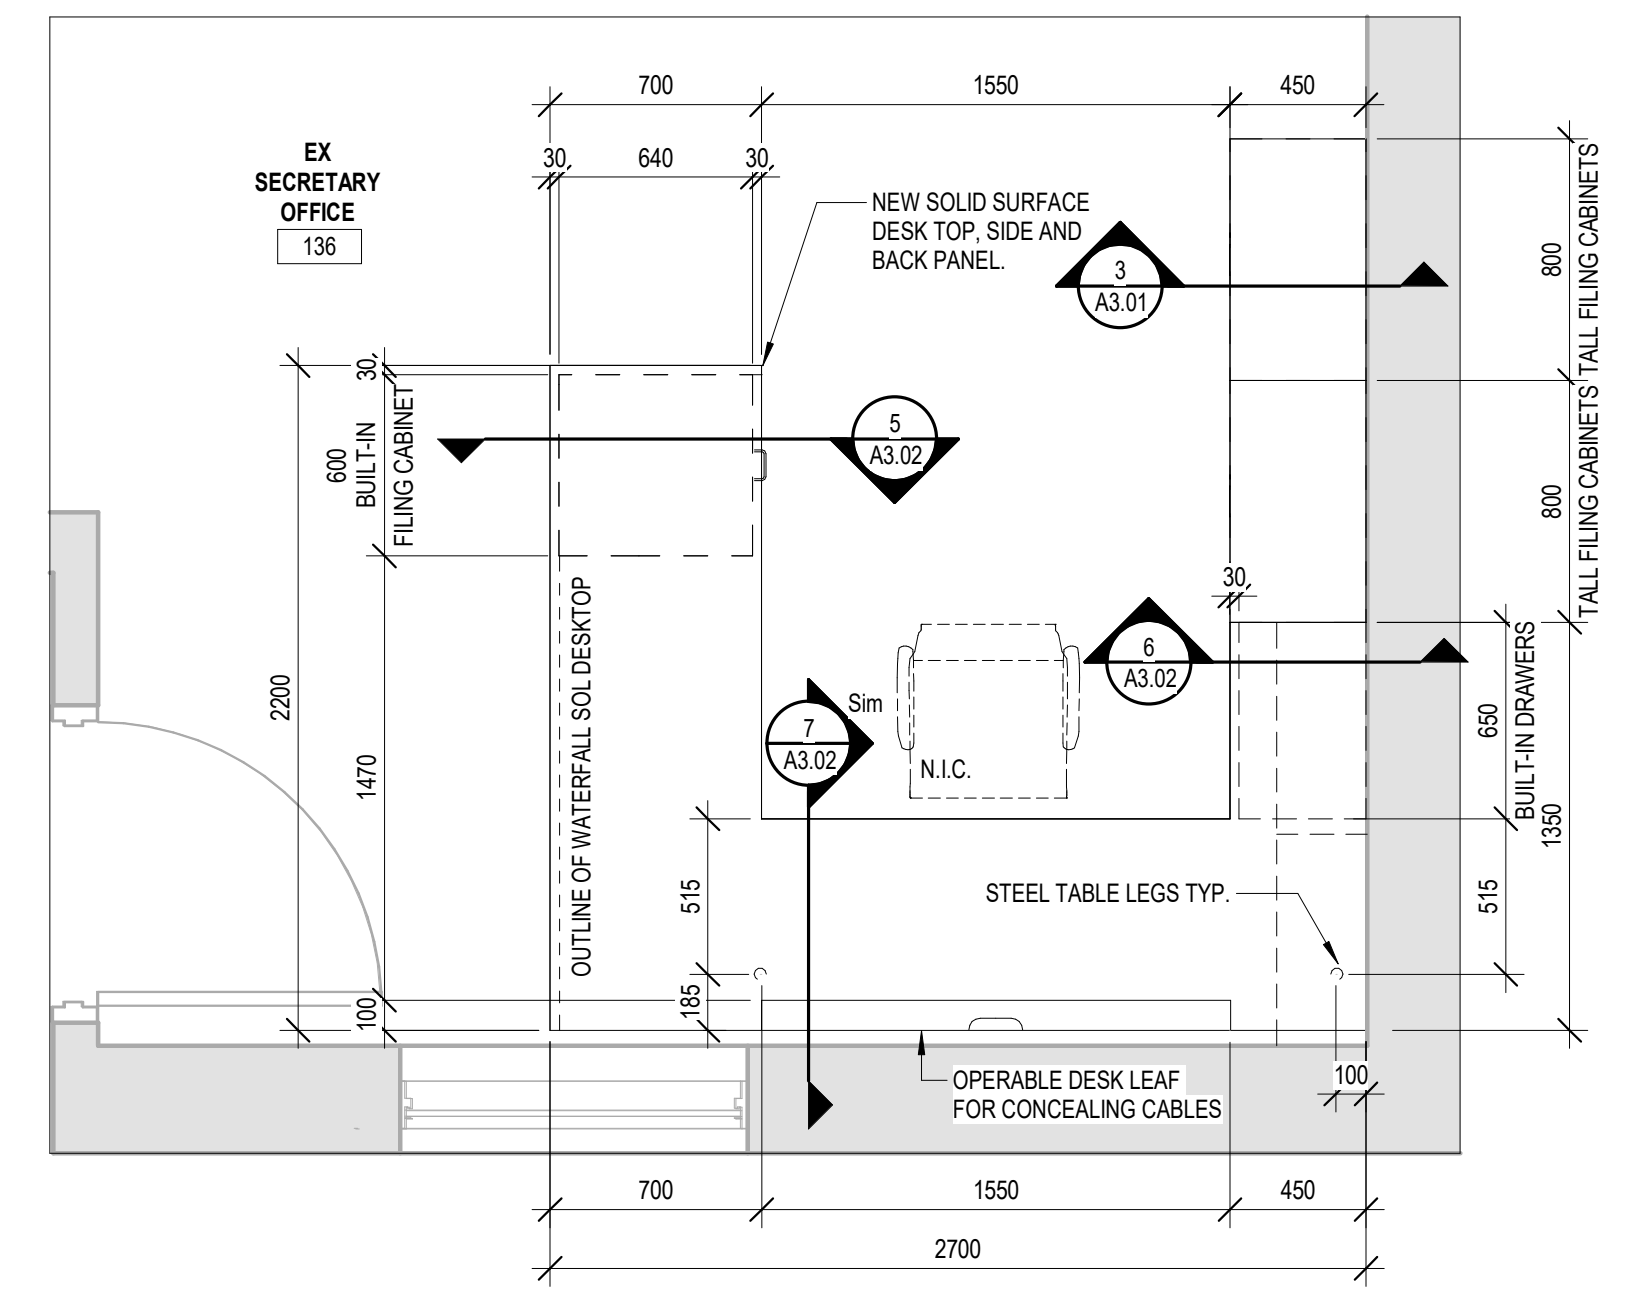 700
1550
450
30
640
30
EX
SECRETARY
OFFICE
136
NEW SOLID SURFACE
DESK TOP, SIDE AND
BACK PANEL.
3
A3.01
800
TALL FILING CABINETS
30
600
BUILT-IN
FILING CABINET
5
A3.02
800
TALL FILING CABINETS
30
2200
1470
OUTLINE OF WATERFALL SOL DESKTOP
7
A3.02
Sim
N.I.C.
6
A3.02
650
BUILT-IN DRAWERS
1350
515
STEEL TABLE LEGS TYP.
515
100
185
OPERABLE DESK LEAF
FOR CONCEALING CABLES
100
700
1550
450
2700